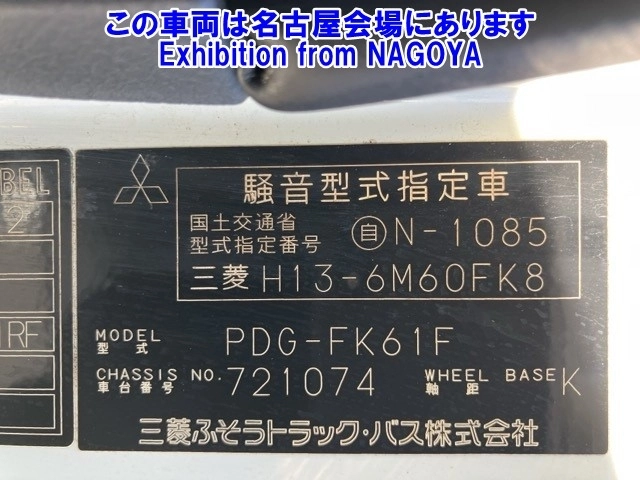 この車両は名古屋会場にあります
Exhibition from NAGOYA
BEL
2
RF
騒音型式指定車
国土交通省
型式指定番号 自 N-1085
三菱 H13-6M60FK8
MODEL
型式 PDG-FK61F
CHASSIS NO. 721074 WHEEL BASE K
車台番号 軸距
三菱ふそうトラック・バス株式会社